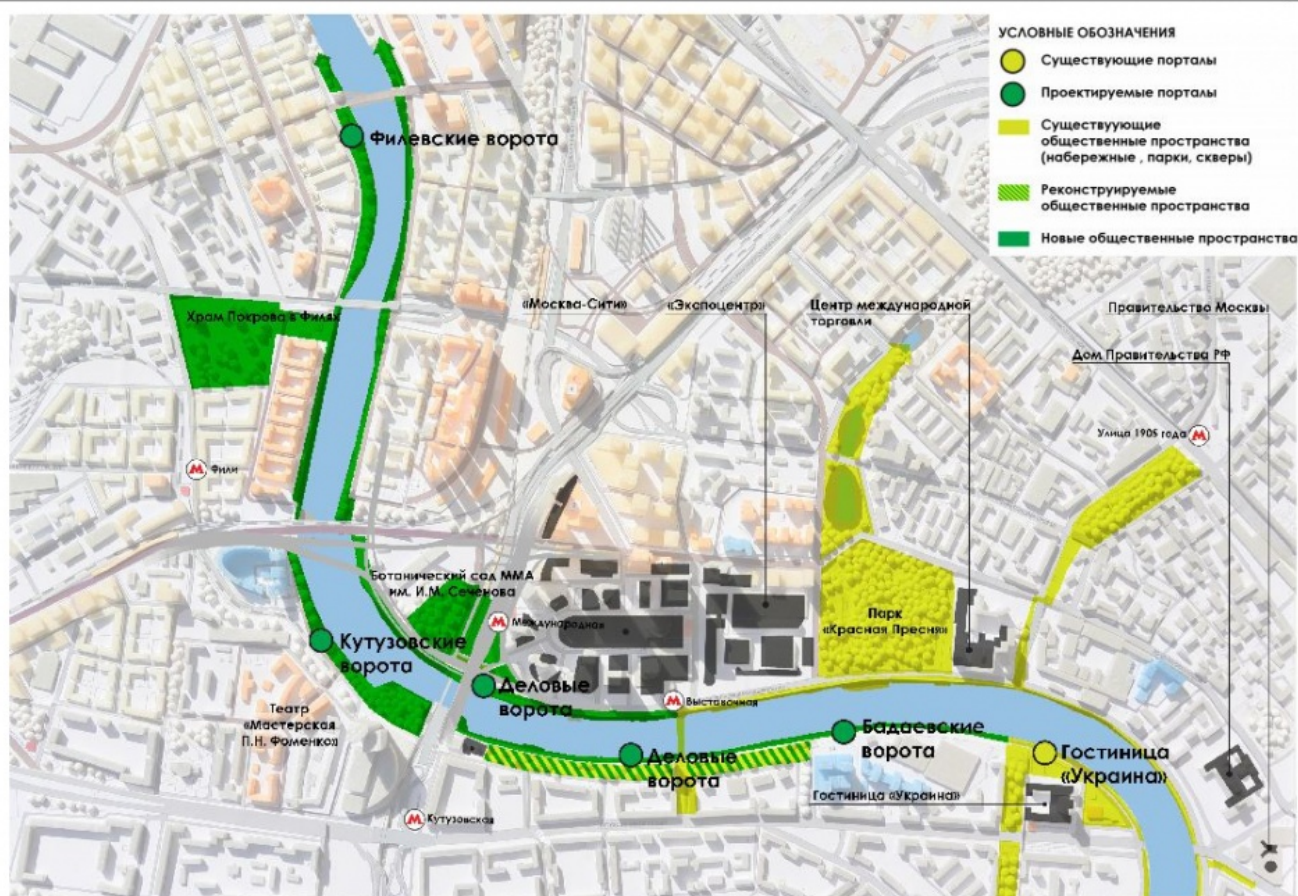 УСЛОВНЫЕ ОБОЗНАЧЕНИЯ
Существующие порталы
Проектируемые порталы
Существуующие
общественные пространства
(набережные , парки, скверы)
Реконструируемые
общественные пространства
Новые общественные пространства
Филевские ворота
Храм Покрова в Филях
«Москва-Сити»
«Экспоцентр»
Центр международной
торговли
Правительство Москвы
Дом Правительства РФ
Улица 1905 года
М
М
Фили
Ботанический сад ММА
им. И.М. Сеченова
М
Международная
Парк
«Красная Пресня»
Кутузовские
ворота
Деловые
ворота
М
Выставочная
Театр
«Мастерская
П.Н. Фоменко»
Деловые
ворота
Бадаевские
ворота
Гостиница
«Украина»
Гостиница «Украина»
М
Кутузовская